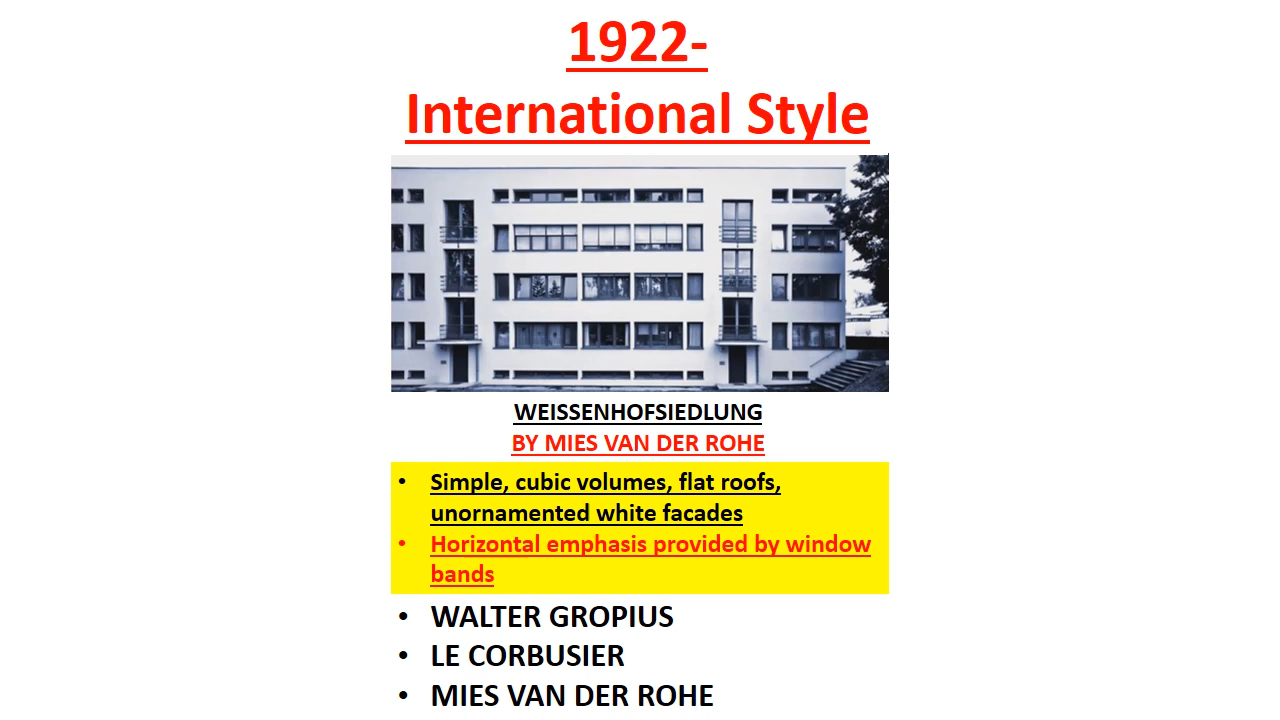 1922-
International Style
WEISSENHOFSIEDLUNG
BY MIES VAN DER ROHE
• Simple, cubic volumes, flat roofs,
unornamented white facades
• Horizontal emphasis provided by window
bands
• WALTER GROPIUS
• LE CORBUSIER
• MIES VAN DER ROHE